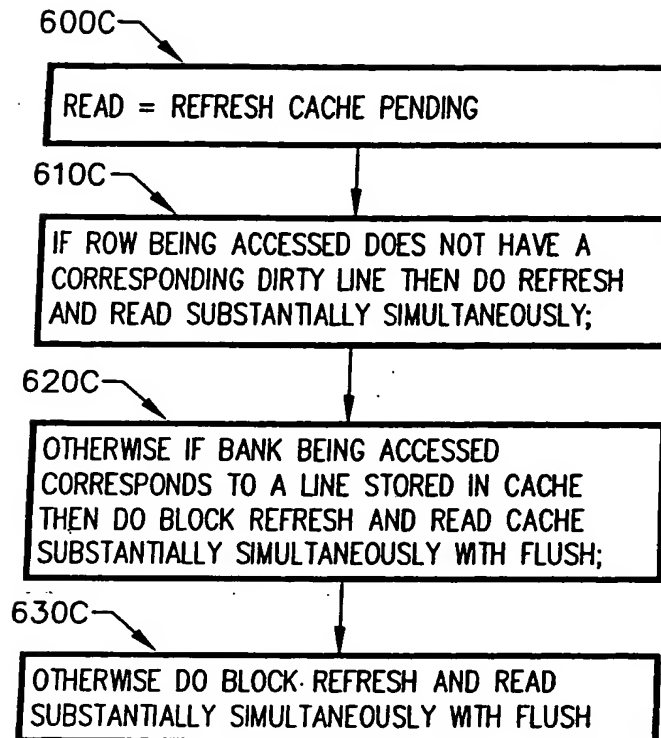 600C
READ = REFRESH CACHE PENDING
610C
IF ROW BEING ACCESSED DOES NOT HAVE A
CORRESPONDING DIRTY LINE THEN DO REFRESH
AND READ SUBSTANTIALLY SIMULTANEOUSLY;
620C
OTHERWISE IF BANK BEING ACCESSED
CORRESPONDS TO A LINE STORED IN CACHE
THEN DO BLOCK REFRESH AND READ CACHE
SUBSTANTIALLY SIMULTANEOUSLY WITH FLUSH;
630C
OTHERWISE DO BLOCK REFRESH AND READ
SUBSTANTIALLY SIMULTANEOUSLY WITH FLUSH